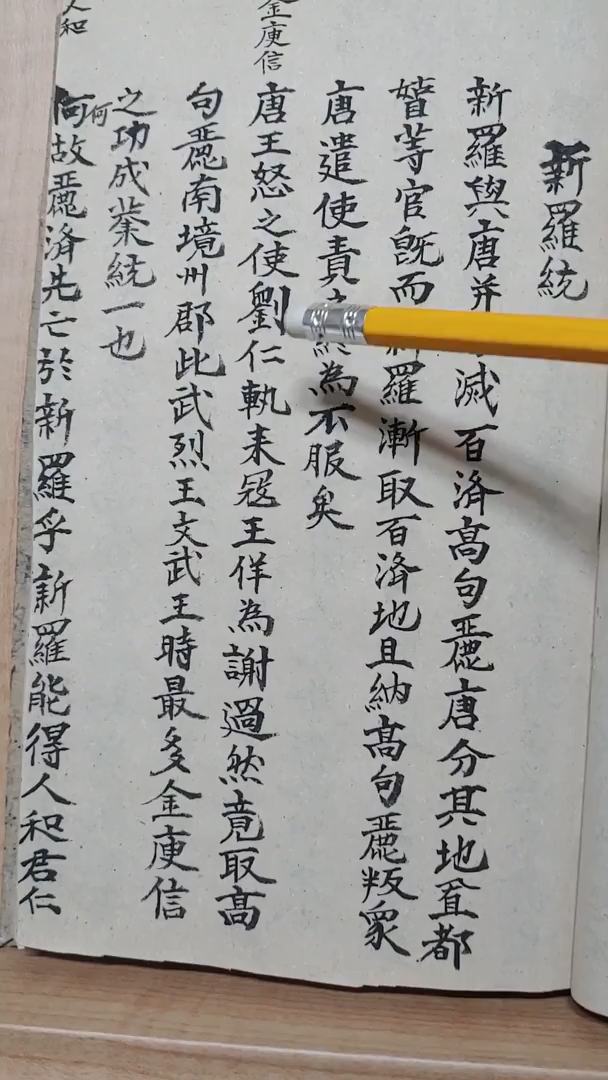 金庾信
人和
新羅統
新羅與唐并滅百済高句麗唐分其地置都
督等官既而羅漸取百済地且納高句麗叛衆
唐遣使責為不服矣
唐王怒之使劉仁軌来冦王佯為謝過然竟取高
句麗南境州郡此武烈王文武王時最多金庾信
之功成業統一也
何
何故麗済先亡於新羅乎新羅能得人和君仁